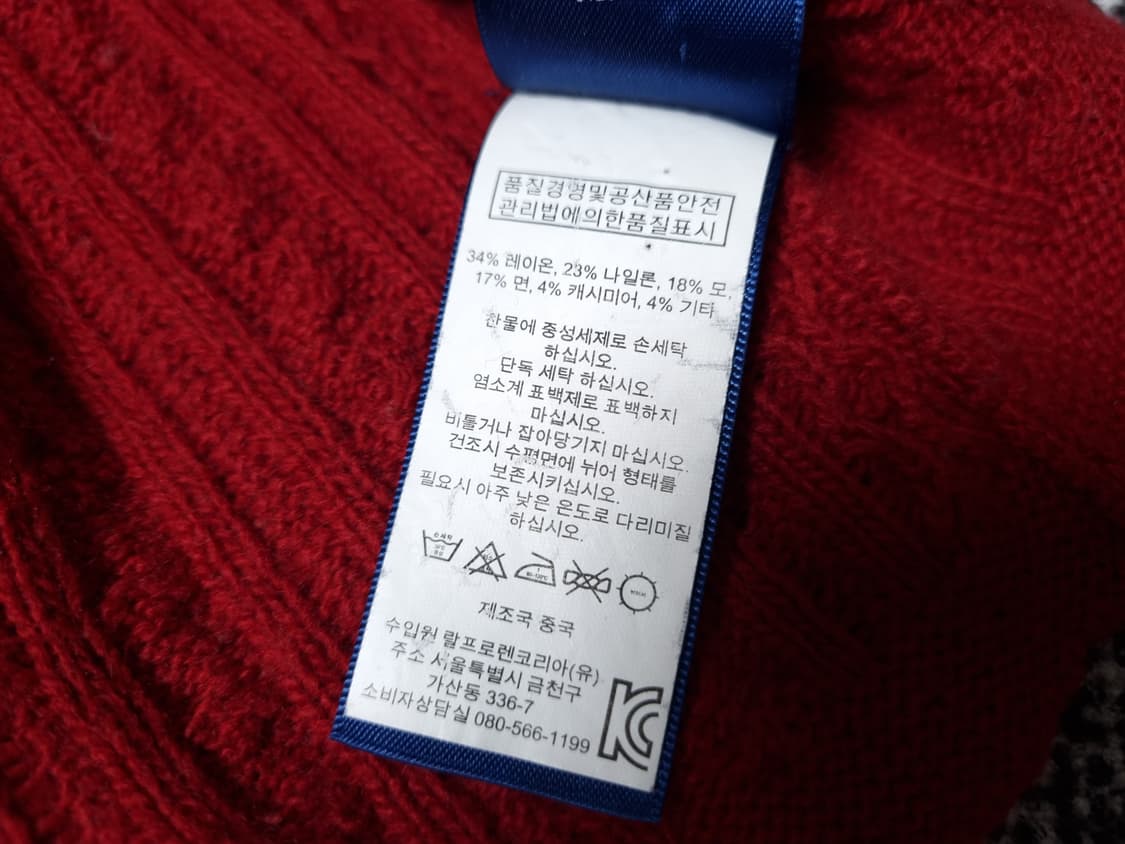 품질경영및공산품안전
관리법에의한품질표시
34% 레이온, 23% 나일론, 18% 모,
17% 면, 4% 캐시미어, 4% 기타
찬물에 중성세제로 손세탁
하십시오.
단독 세탁 하십시오.
염소계 표백제로 표백하지
마십시오.
비틀거나 잡아당기지 마십시오.
건조시 수평면에 뉘어 형태를
보존시키십시오.
필요시 아주 낮은 온도로 다리미질
하십시오.
손세탁
제조국 중국
수입원 랄프로렌코리아(유)
주소 서울특별시 금천구
가산동 336-7
소비자상담실 080-566-1199